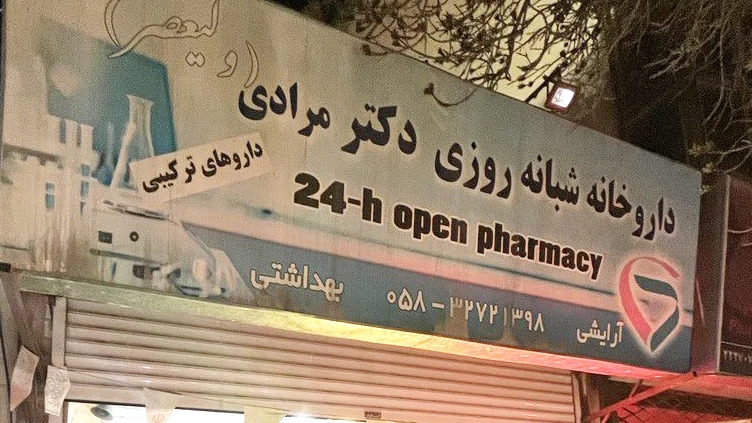 داروخانه شبانه روزی دکتر مرادی
داروهای ترکیبی
24-h open pharmacy
آرایشی ۰۵۸ – ۳۲۷۲۱۳۹۸ بهداشتی